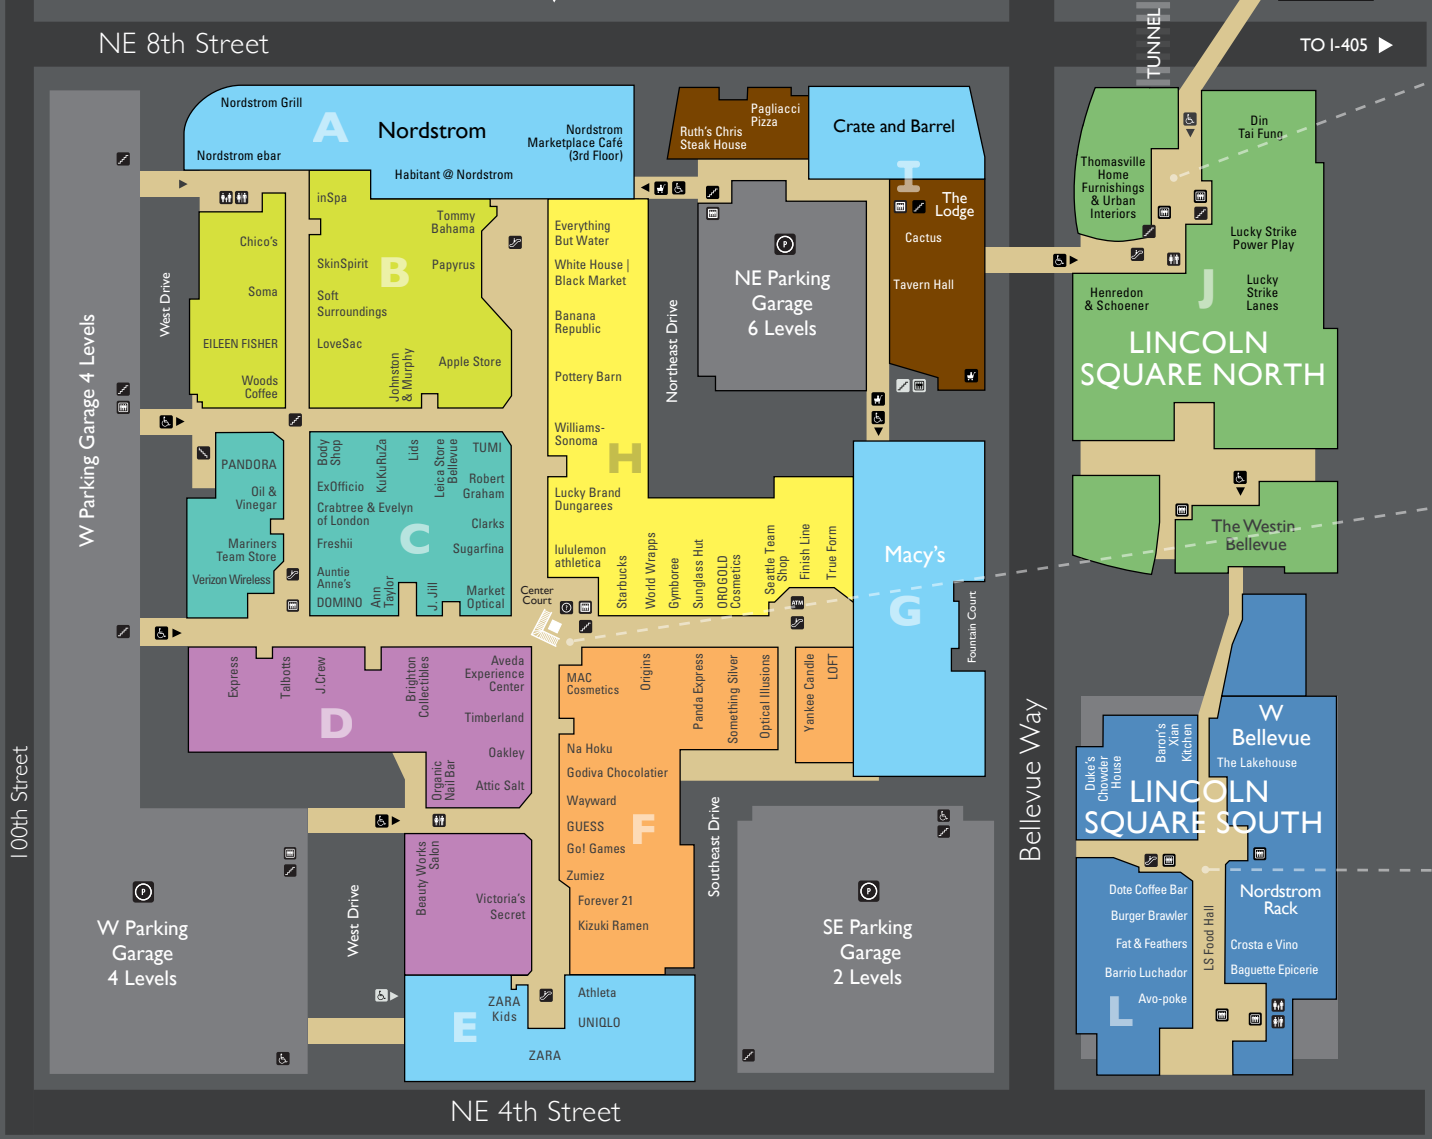 NE 8th Street
TO I-405
TUNNEL
Nordstrom Grill
A
Nordstrom
Nordstrom
Marketplace Café
(3rd Floor)
Nordstrom ebar
Habitant @ Nordstrom
Pagliacci
Pizza
Ruth's Chris
Steak House
Crate and Barrel
I
The
Lodge
Cactus
Tavern Hall
Din
Tai Fung
Thomasville
Home
Furnishings
& Urban
Interiors
Lucky Strike
Power Play
Lucky
Strike
Lanes
Henredon
& Schoener
J
LINCOLN
SQUARE NORTH
The Westin
Bellevue
W Parking Garage 4 Levels
West Drive
Chico's
Soma
EILEEN FISHER
Woods
Coffee
inSpa
Tommy
Bahama
SkinSpirit
B
Papyrus
Soft
Surroundings
LoveSac
Johnston
& Murphy
Apple Store
Everything
But Water
White House |
Black Market
Banana
Republic
Pottery Barn
Williams-
Sonoma
H
Lucky Brand
Dungarees
lululemon
athletica
Starbucks
World Wrapps
Gymboree
Sunglass Hut
OROGOLD
Cosmetics
Seattle Team
Shop
Finish Line
True Form
Northeast Drive
P
NE Parking
Garage
6 Levels
PANDORA
Oil &
Vinegar
Mariners
Team Store
Verizon Wireless
Body
Shop
KuKuRuZa
Lids
Leica Store
Bellevue
TUMI
ExOfficio
Robert
Graham
Crabtree & Evelyn
of London
C
Clarks
Freshii
Sugarfina
Auntie
Anne's
DOMINO
Ann
Taylor
J. Jill
Market
Optical
Center
Court
ATM
Macy's
G
Fountain Court
Express
Talbotts
J.Crew
Brighton
Collectibles
Aveda
Experience
Center
D
Timberland
Oakley
Organic
Nail Bar
Attic Salt
Beauty Works
Salon
Victoria's
Secret
MAC
Cosmetics
Origins
Panda Express
Something Silver
Optical Illusions
Yankee Candle
LOFT
Na Hoku
Godiva Chocolatier
Wayward
GUESS
F
Go! Games
Zumiez
Forever 21
Kizuki Ramen
Southeast Drive
ZARA
Kids
E
Athleta
UNIQLO
ZARA
P
W Parking
Garage
4 Levels
West Drive
P
SE Parking
Garage
2 Levels
100th Street
Bellevue Way
W
Bellevue
The Lakehouse
Baron's
Xian
Kitchen
Duke's
Chowder
House
LINCOLN
SQUARE SOUTH
Dote Coffee Bar
Burger Brawler
Fat & Feathers
Barrio Luchador
Avo-poke
L
LS Food Hall
Nordstrom
Rack
Crosta e Vino
Baguette Epicerie
NE 4th Street